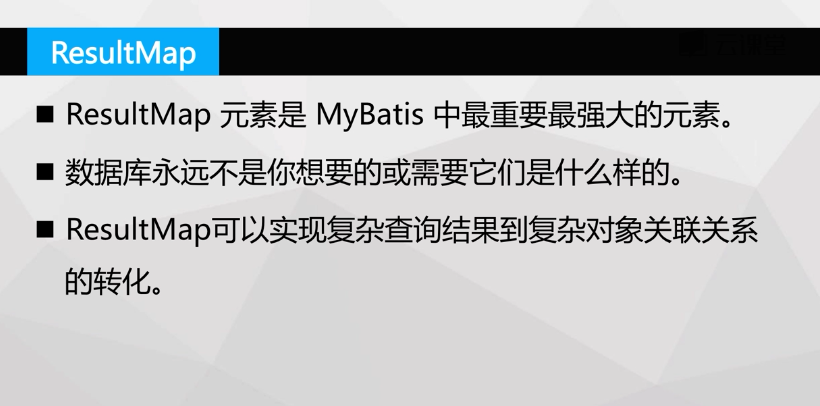 ResultMap
■ ResultMap 元素是 MyBatis 中最重要最强大的元素。
■ 数据库永远不是你想要的或需要它们是什么样的。
■ ResultMap可以实现复杂查询结果到复杂对象关联关系
的转化。